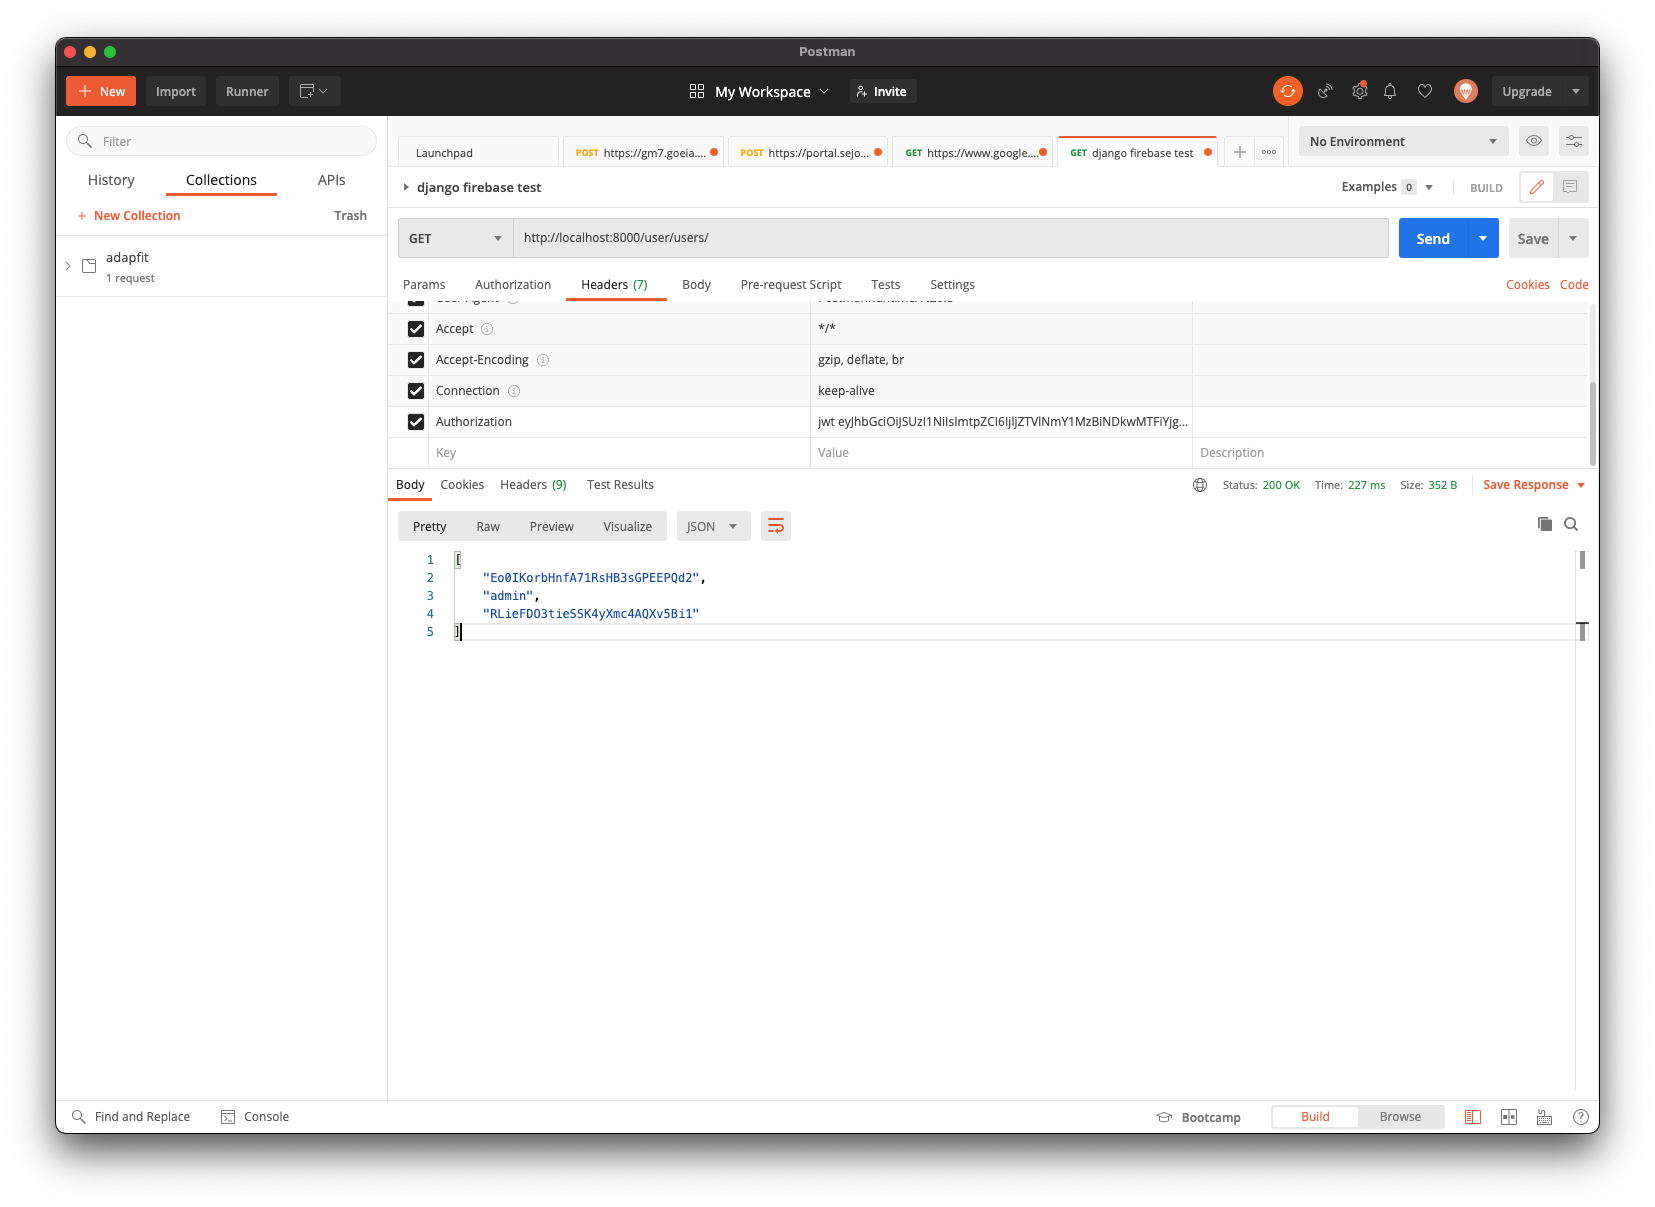 Postman
New Import Runner My Workspace Invite Upgrade
Filter
History Collections APIs
New Collection Trash
adapfit
1 request
Launchpad POST https://gm7.goeia.... POST https://portal.sejo... GET https://www.google.... GET django firebase test No Environment
django firebase test Examples 0 BUILD
GET http://localhost:8000/user/users/ Send Save
Params Authorization Headers (7) Body Pre-request Script Tests Settings Cookies Code
Accept */*
Accept-Encoding gzip, deflate, br
Connection keep-alive
Authorization
Key Value Description
Body Cookies Headers (9) Test Results Status: 200 OK Time: 227 ms Size: 352 B Save Response
Pretty Raw Preview Visualize JSON
1 [
2 "Eo0IKorbHnfA71RsHB3sGPEEPQd2",
3 "admin",
4 "RLieFDO3tieSSK4yXmc4AQXv5Bi1"
5 ]
Find and Replace Console Bootcamp Build Browse